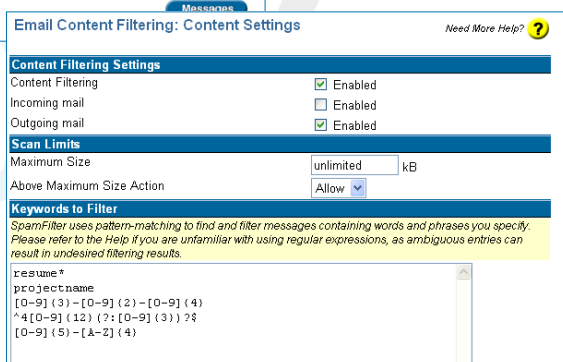 Messages
Email Content Filtering: Content Settings
Need More Help? ?
Content Filtering Settings
Content Filtering Enabled
Incoming mail Enabled
Outgoing mail Enabled
Scan Limits
Maximum Size unlimited kB
Above Maximum Size Action Allow
Keywords to Filter
SpamFilter uses pattern-matching to find and filter messages containing words and phrases you specify.
Please refer to the Help if you are unfamiliar with using regular expressions, as ambiguous entries can
result in undesired filtering results.
resume*
projectname
[0-9]{3}-[0-9]{2}-[0-9]{4}
^4[0-9]{12}(?:[0-9]{3})?$
[0-9]{5}-[A-Z]{4}